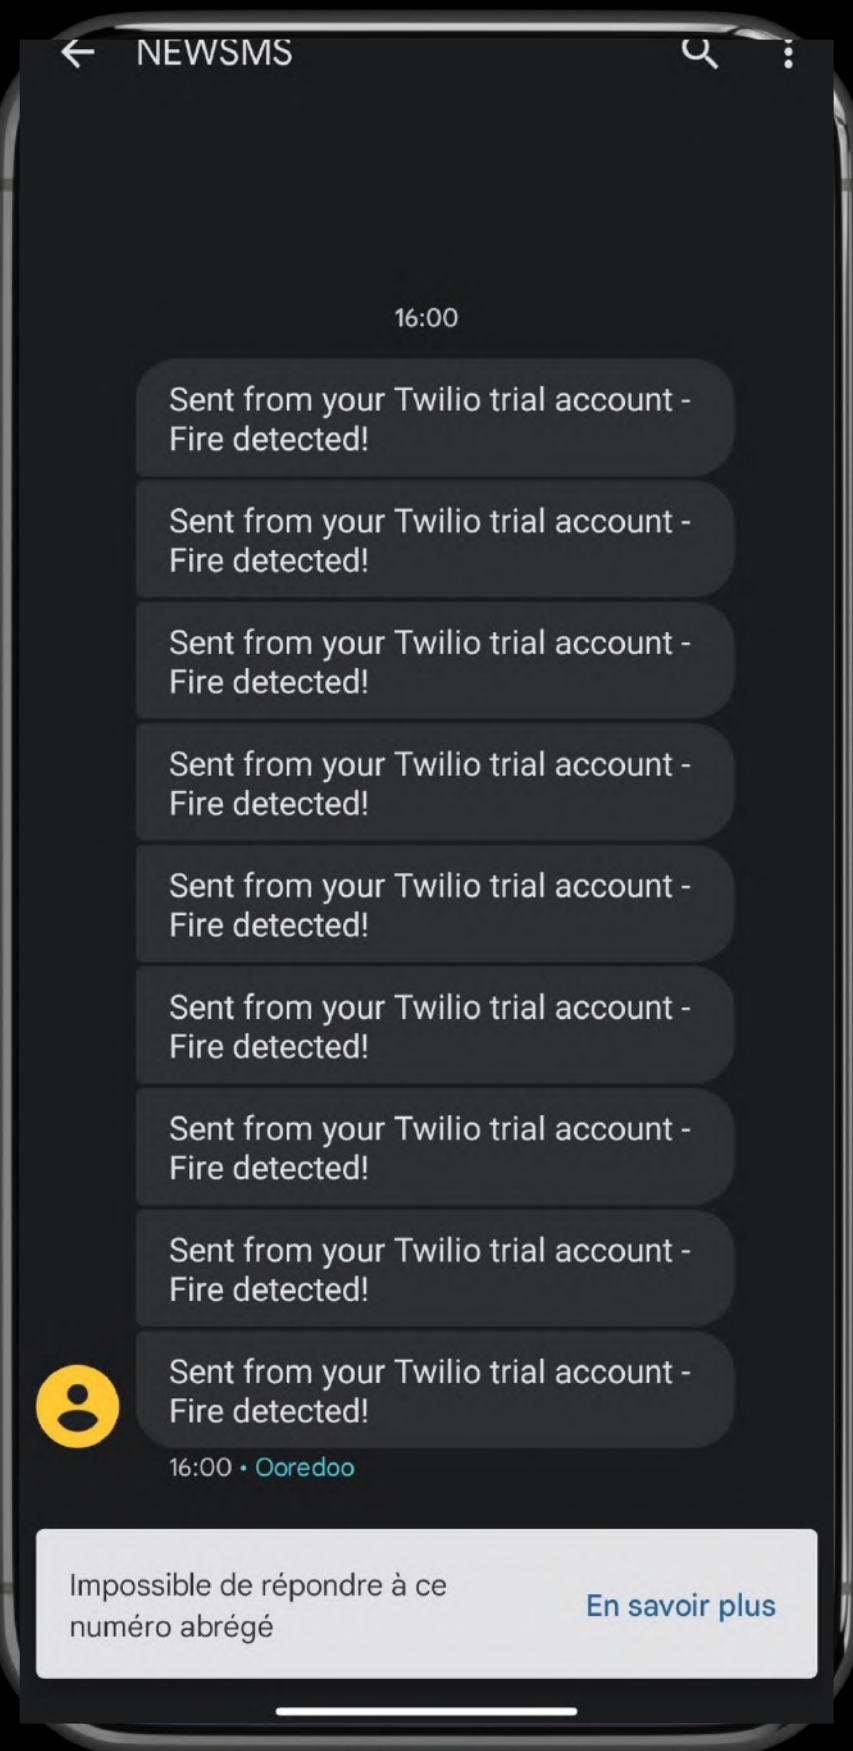 NEWSMS
16:00
Sent from your Twilio trial account -
Fire detected!
Sent from your Twilio trial account -
Fire detected!
Sent from your Twilio trial account -
Fire detected!
Sent from your Twilio trial account -
Fire detected!
Sent from your Twilio trial account -
Fire detected!
Sent from your Twilio trial account -
Fire detected!
Sent from your Twilio trial account -
Fire detected!
Sent from your Twilio trial account -
Fire detected!
Sent from your Twilio trial account -
Fire detected!
16:00 • Ooredoo
Impossible de répondre à ce
numéro abrégé
En savoir plus